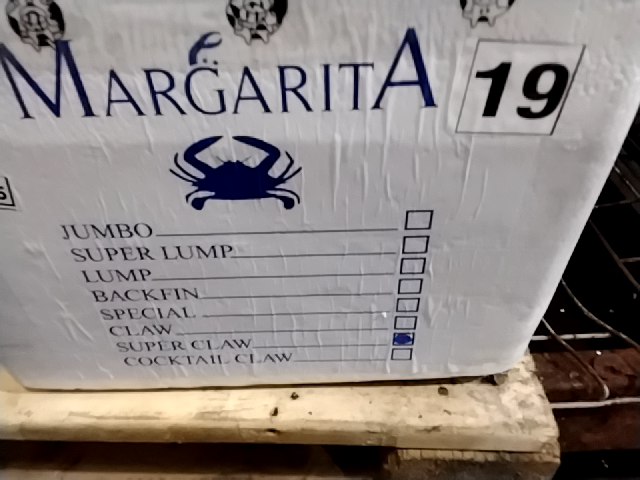 MARGARITA
19
JUMBO
SUPER LUMP
LUMP
BACKFIN
SPECIAL
CLAW
SUPER CLAW
COCKTAIL CLAW